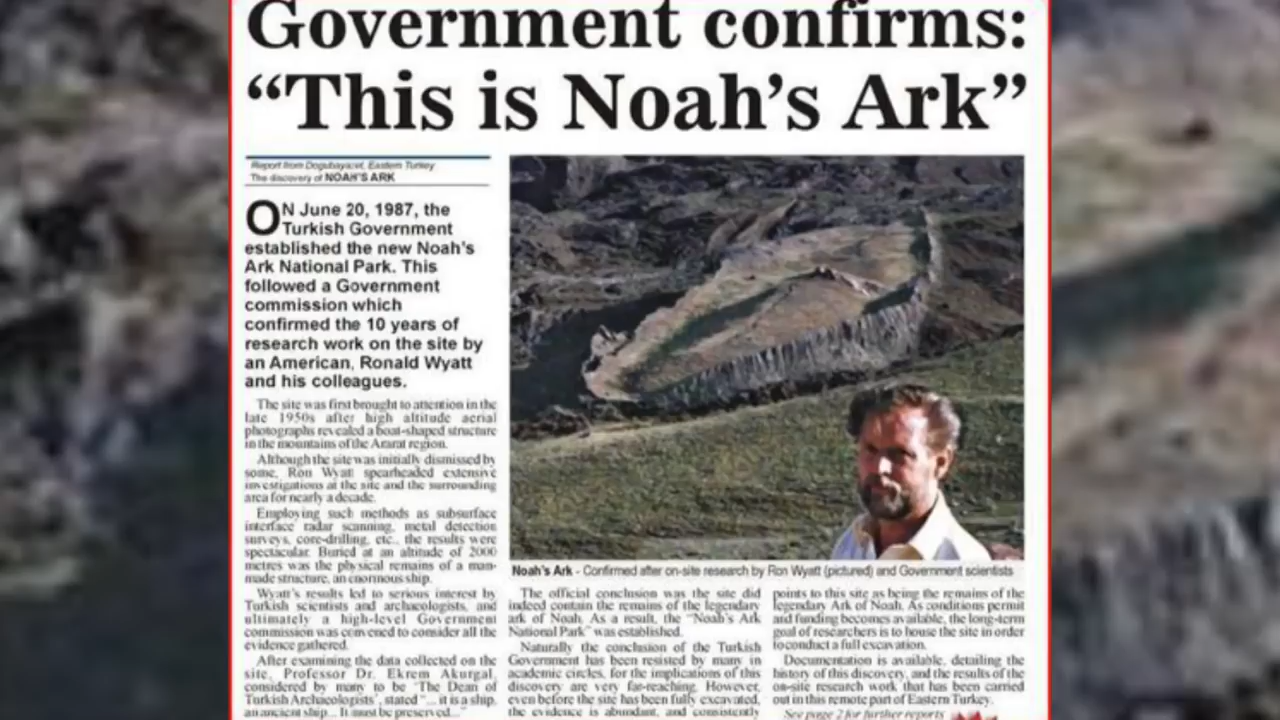 Government confirms:
“This is Noah’s Ark”
Report from Dogubayazit, Eastern Turkey
The discovery of NOAH'S ARK
ON June 20, 1987, the
Turkish Government
established the new Noah's
Ark National Park. This
followed a Government
commission which
confirmed the 10 years of
research work on the site by
an American, Ronald Wyatt
and his colleagues.
The site was first brought to attention in the
late 1950s after high altitude aerial
photographs revealed a boat-shaped structure
in the mountains of the Ararat region.
Although the site was initially dismissed by
some, Ron Wyatt spearheaded extensive
investigations at the site and the surrounding
area for nearly a decade.
Employing such methods as subsurface
interface radar scanning, metal detection
surveys, core-drilling, etc., the results were
spectacular. Buried at an altitude of 2000
metres was the physical remains of a man-
made structure, an enormous ship.
Wyatt's results led to serious interest by
Turkish scientists and archaeologists, and
ultimately a high-level Government
commission was convened to consider all the
evidence gathered.
After examining the data collected on the
site, Professor Dr. Ekrem Akurgal,
considered by many to be 'The Dean of
Turkish Archaeologists', stated "... it is a ship,
an ancient ship... It must be preserved..."
Noah's Ark - Confirmed after on-site research by Ron Wyatt (pictured) and Government scientists
The official conclusion was the site did
indeed contain the remains of the legendary
ark of Noah. As a result, the "Noah's Ark
National Park" was established.
Naturally the conclusion of the Turkish
Government has been resisted by many in
academic circles, for the implications of this
discovery are very far-reaching. However,
even before the site has been fully excavated,
the evidence is abundant, and consistently
points to this site as being the remains of the
legendary Ark of Noah. As conditions permit
and funding becomes available, the long-term
goal of researchers is to house the site in order
to conduct a full excavation.
Documentation is available, detailing the
history of this discovery, and the results of the
on-site research work that has been carried
out in this remote part of Eastern Turkey.
See page 2 for further reports